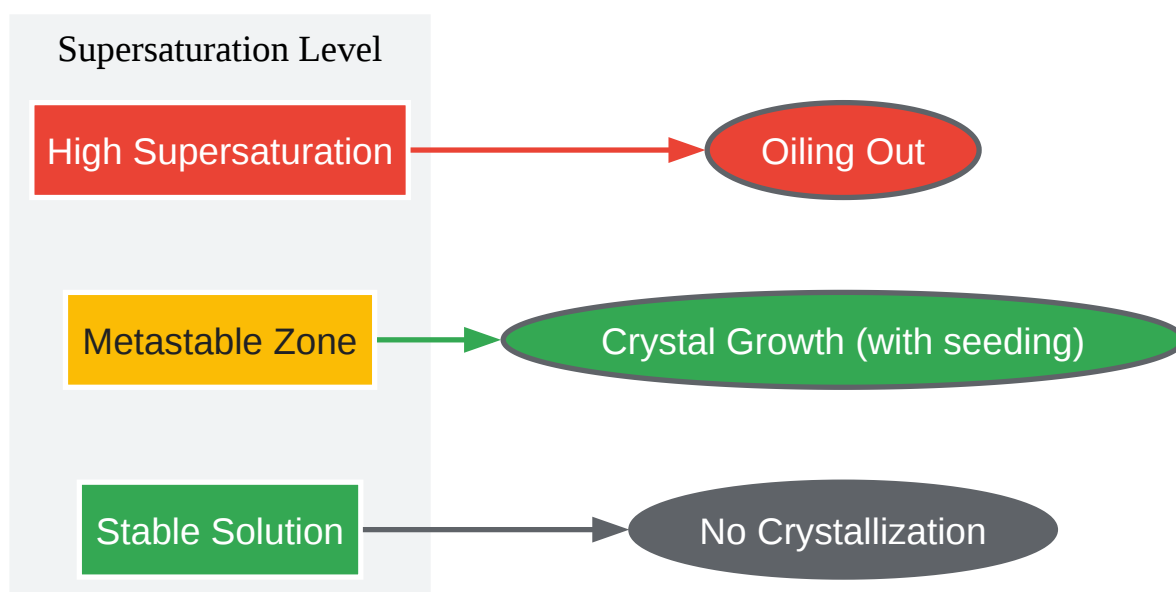 Supersaturation Level
High Supersaturation
Oiling Out
Metastable Zone
Crystal Growth (with seeding)
Stable Solution
No Crystallization